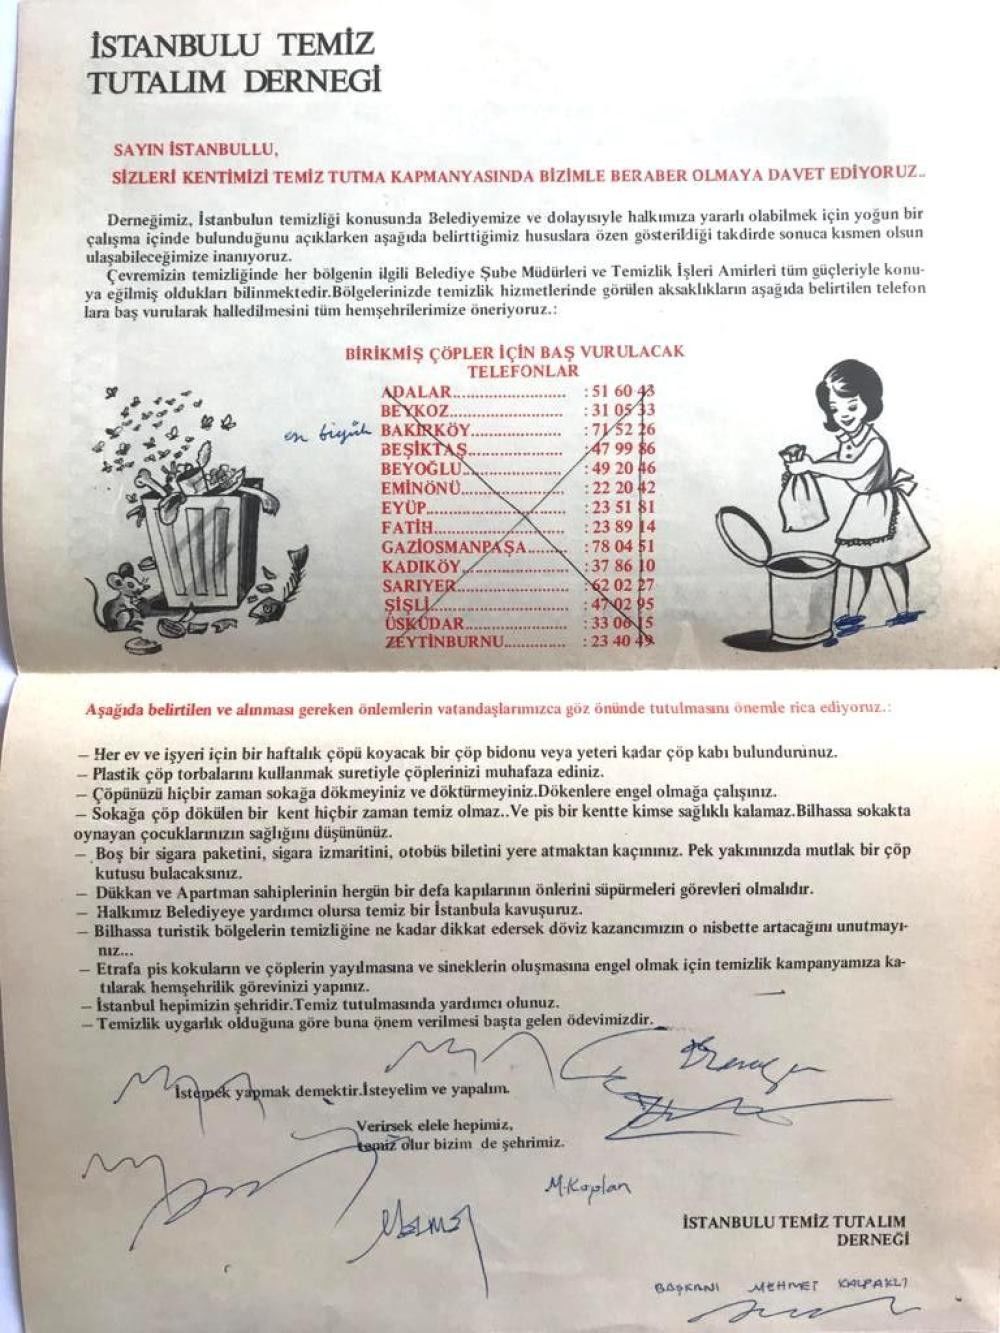 İSTANBULU TEMİZ
TUTALIM DERNEGİ
SAYIN İSTANBULLU,
SİZLERİ KENTİMİZİ TEMİZ TUTMA KAPMANYASINDA BİZİMLE BERABER OLMAYA DAVET EDİYORUZ..
Derneğimiz, İstanbulun temizliği konusunda Belediyemize ve dolayısiyle halkımıza yararlı olabilmek için yoğun bir
çalışma içinde bulunduğunu açıklarken aşağıda belirttiğimiz hususlara özen gösterildiği takdirde sonuca kısmen olsun
ulaşabileceğimize inanıyoruz.
Çevremizin temizliğinde her bölgenin ilgili Belediye Şube Müdürleri ve Temizlik İşleri Amirleri tüm güçleriyle konu-
ya eğilmiş oldukları bilinmektedir.Bölgelerinizde temizlik hizmetlerinde görülen aksaklıkların aşağıda belirtilen telefon
lara baş vurularak halledilmesini tüm hemşehrilerimize öneriyoruz.:
BİRİKMİŞ ÇÖPLER İÇİN BAŞ VURULACAK
TELEFONLAR
ADALAR.......................... : 51 60 43
BEYKOZ.......................... : 31 05 33
en büyük BAKIRKÖY..................... : 71 52 26
BEŞİKTAŞ...................... : 47 99 86
BEYOĞLU....................... : 49 20 46
EMİNÖNÜ....................... : 22 20 42
EYÜP................................ : 23 51 81
FATİH.............................. : 23 89 14
GAZİOSMANPAŞA......... : 78 04 51
KADIKÖY........................ : 37 86 10
SARIYER......................... : 62 02 27
ŞİŞLİ................................ : 47 02 95
ÜSKÜDAR....................... : 33 06 15
ZEYTİNBURNU.............. : 23 40 49
Aşağıda belirtilen ve alınması gereken önlemlerin vatandaşlarımızca göz önünde tutulmasını önemle rica ediyoruz.:
— Her ev ve işyeri için bir haftalık çöpü koyacak bir çöp bidonu veya yeteri kadar çöp kabı bulundurunuz.
— Plastik çöp torbalarını kullanmak suretiyle çöplerinizi muhafaza ediniz.
— Çöpünüzü hiçbir zaman sokağa dökmeyiniz ve döktürmeyiniz.Dökenlere engel olmağa çalışınız.
— Sokağa çöp dökülen bir kent hiçbir zaman temiz olmaz..Ve pis bir kentte kimse sağlıklı kalamaz.Bilhassa sokakta
oynayan çocuklarınızın sağlığını düşününüz.
— Boş bir sigara paketini, sigara izmaritini, otobüs biletini yere atmaktan kaçınınız. Pek yakınınızda mutlak bir çöp
kutusu bulacaksınız.
— Dükkan ve Apartman sahiplerinin hergün bir defa kapılarının önlerini süpürmeleri görevleri olmalıdır.
— Halkımız Belediyeye yardımcı olursa temiz bir İstanbula kavuşuruz.
— Bilhassa turistik bölgelerin temizliğine ne kadar dikkat edersek döviz kazancımızın o nisbette artacağını unutmayı-
nız...
— Etrafa pis kokuların ve çöplerin yayılmasına ve sineklerin oluşmasına engel olmak için temizlik kampanyamıza ka-
tılarak hemşehrilik görevinizi yapınız.
— İstanbul hepimizin şehridir.Temiz tutulmasında yardımcı olunuz.
— Temizlik uygarlık olduğuna göre buna önem verilmesi başta gelen ödevimizdir.
İstemek yapmak demektir.İsteyelim ve yapalım.
Verirsek elele hepimiz,
temiz olur bizim de şehrimiz.
M.Koplan
İSTANBULU TEMİZ TUTALIM
DERNEĞİ
BAŞKANI MEHMET KALPAKLI